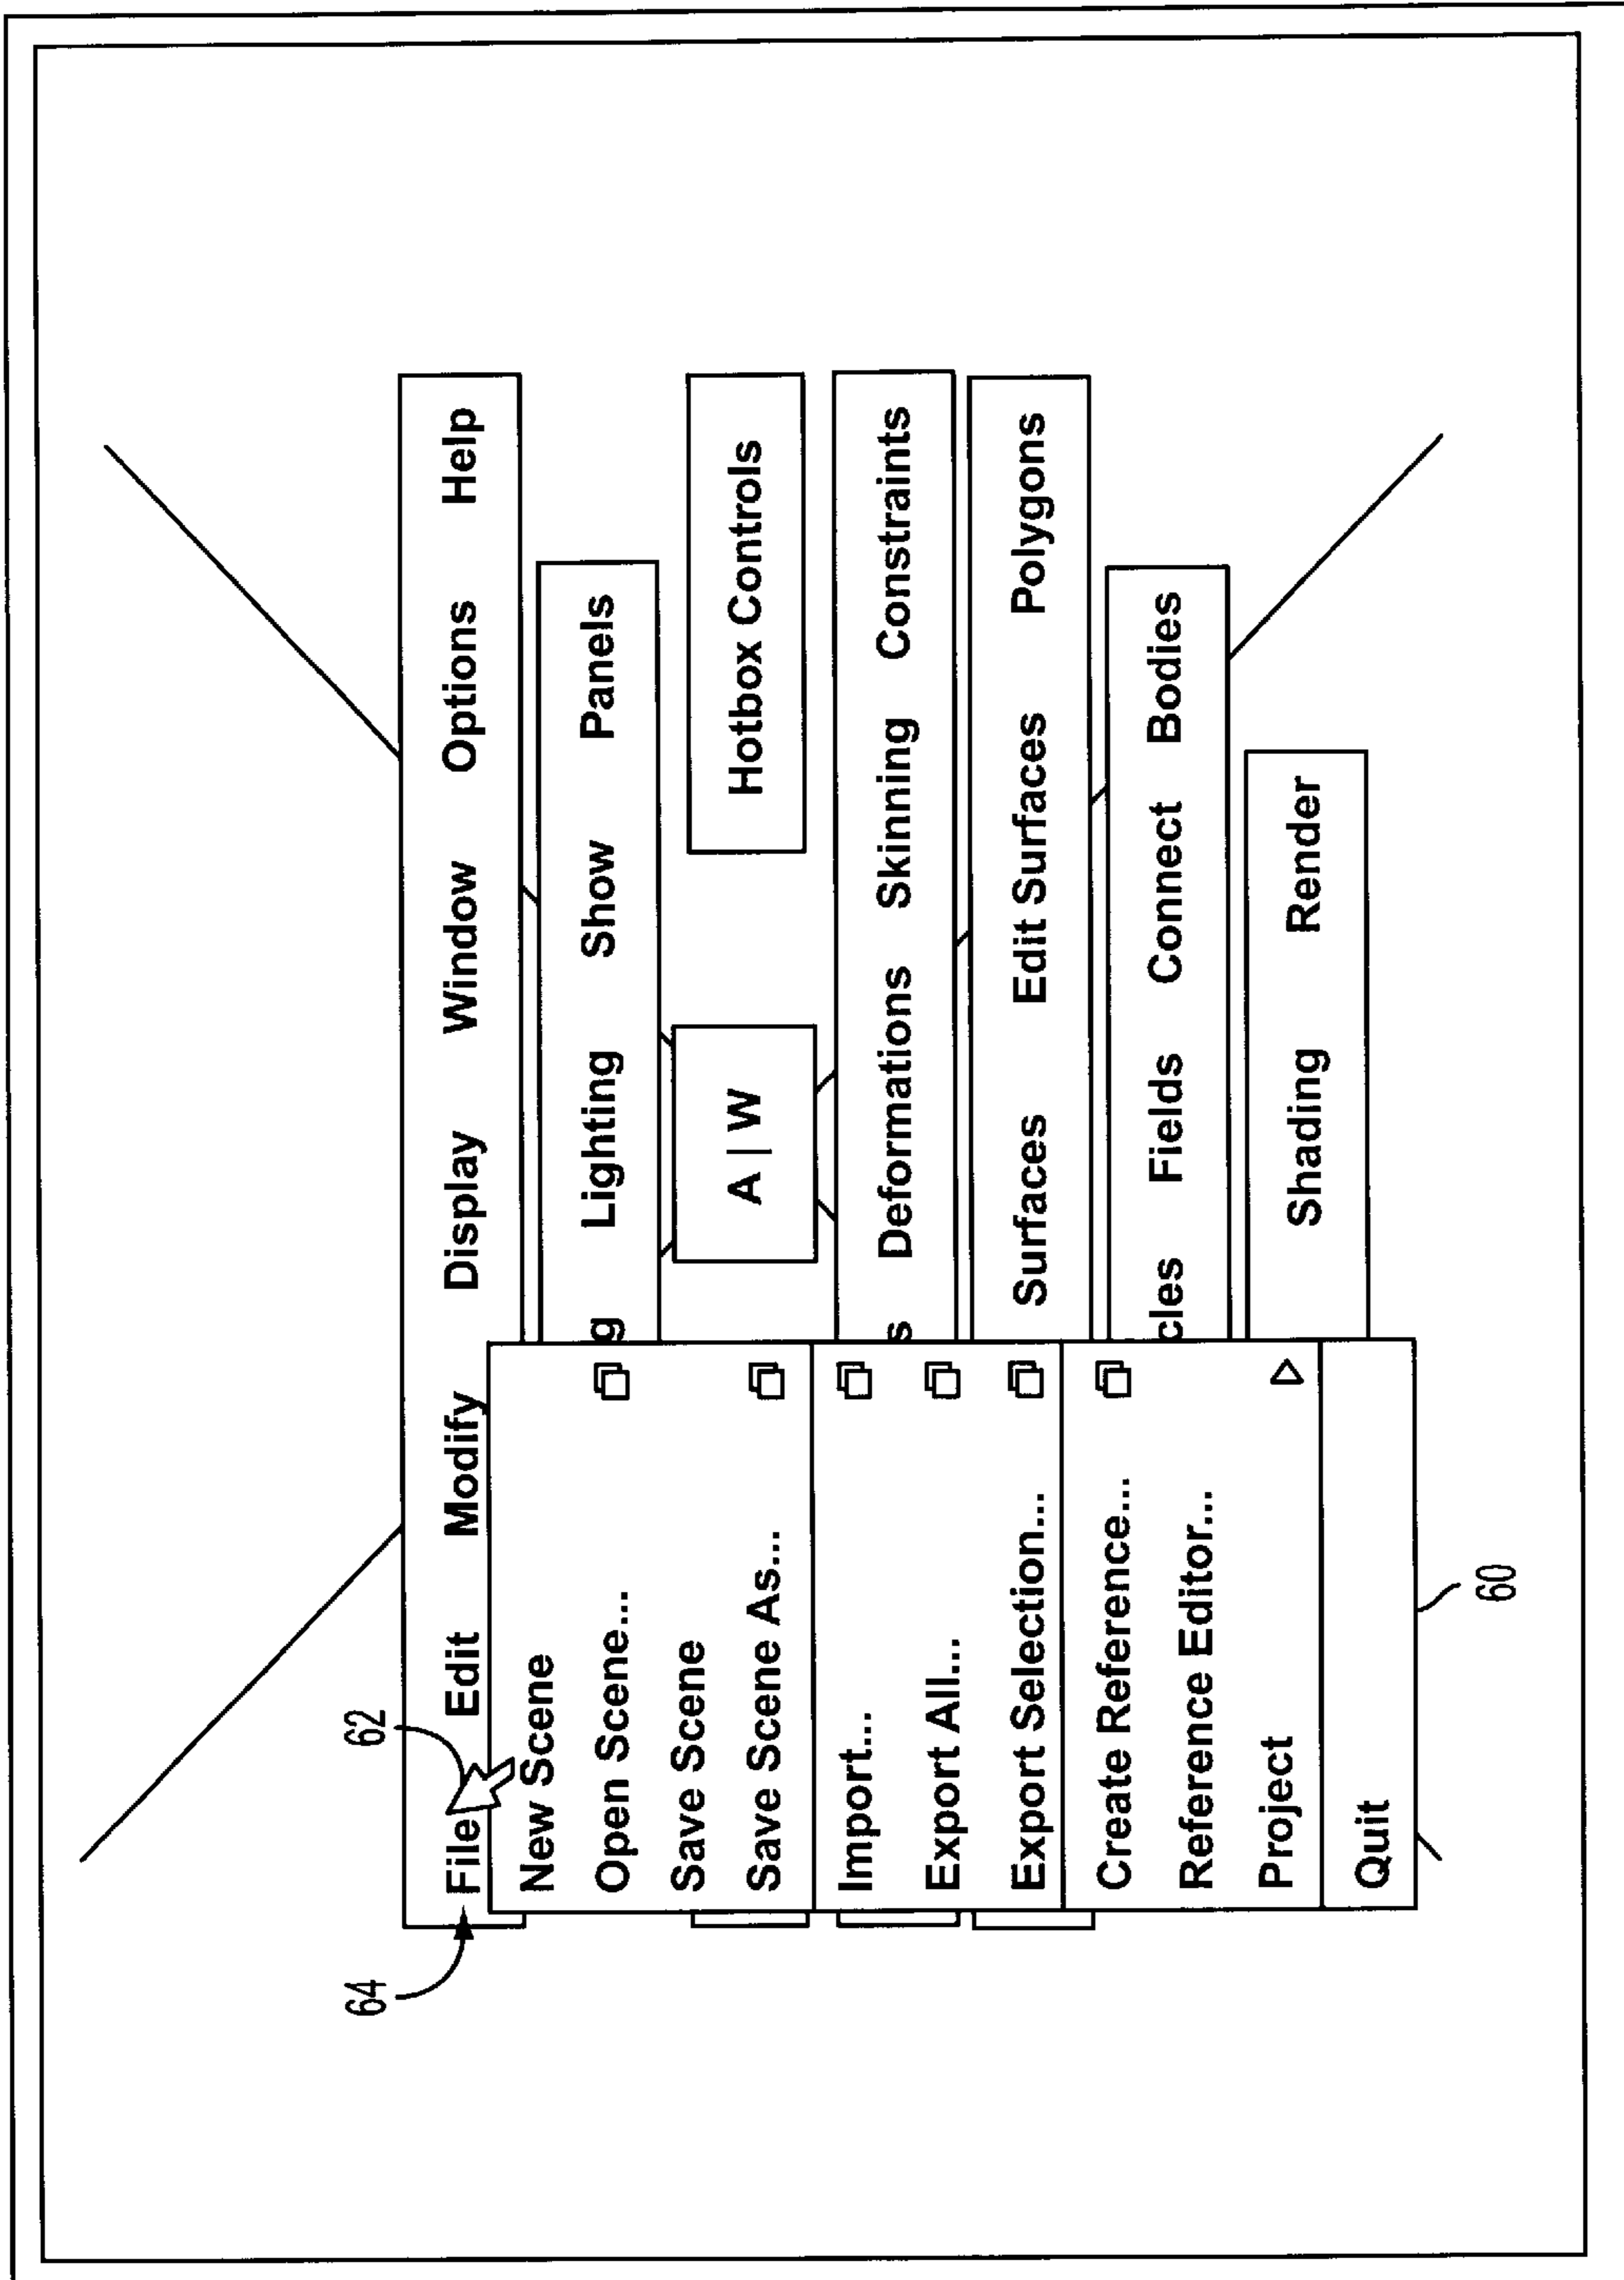 62
64
File Edit Modify Display Window Options Help
g Lighting Show Panels
A | W
Hotbox Controls
s Deformations Skinning Constraints
Surfaces Edit Surfaces Polygons
cles Fields Connect Bodies
Shading Render
New Scene
Open Scene...
Save Scene
Save Scene As...
Import...
Export All...
Export Selection...
Create Reference...
Reference Editor...
Project
Quit
60